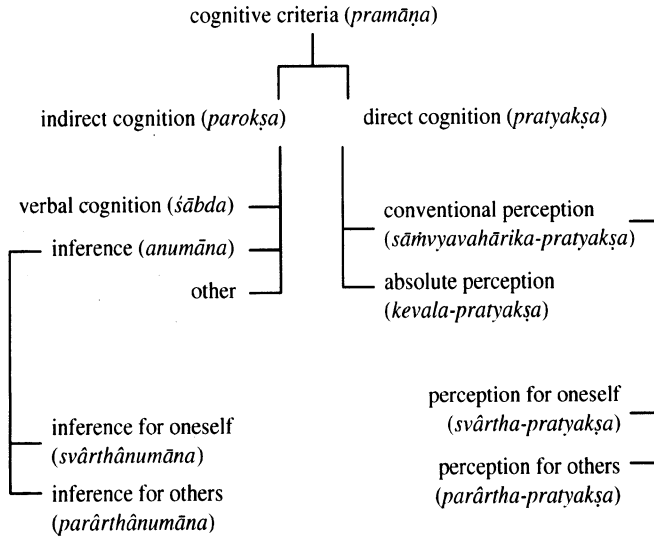 cognitive criteria (pramāṇa)
indirect cognition (parokṣa)
direct cognition (pratyakṣa)
verbal cognition (śābda)
inference (anumāna)
other
conventional perception
(sāṁvyavahārika-pratyakṣa)
absolute perception
(kevala-pratyakṣa)
inference for oneself
(svârthânumāna)
inference for others
(parârthânumāna)
perception for oneself
(svârtha-pratyakṣa)
perception for others
(parârtha-pratyakṣa)